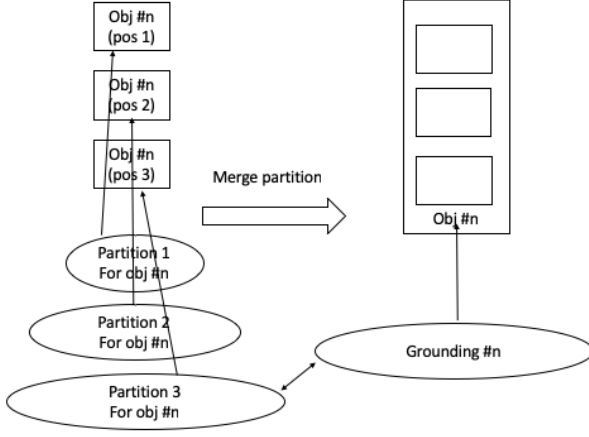 Obj #n
(pos 1)
Obj #n
(pos 2)
Obj #n
(pos 3)
Merge partition
Obj #n
Partition 1
For obj #n
Partition 2
For obj #n
Partition 3
For obj #n
Grounding #n